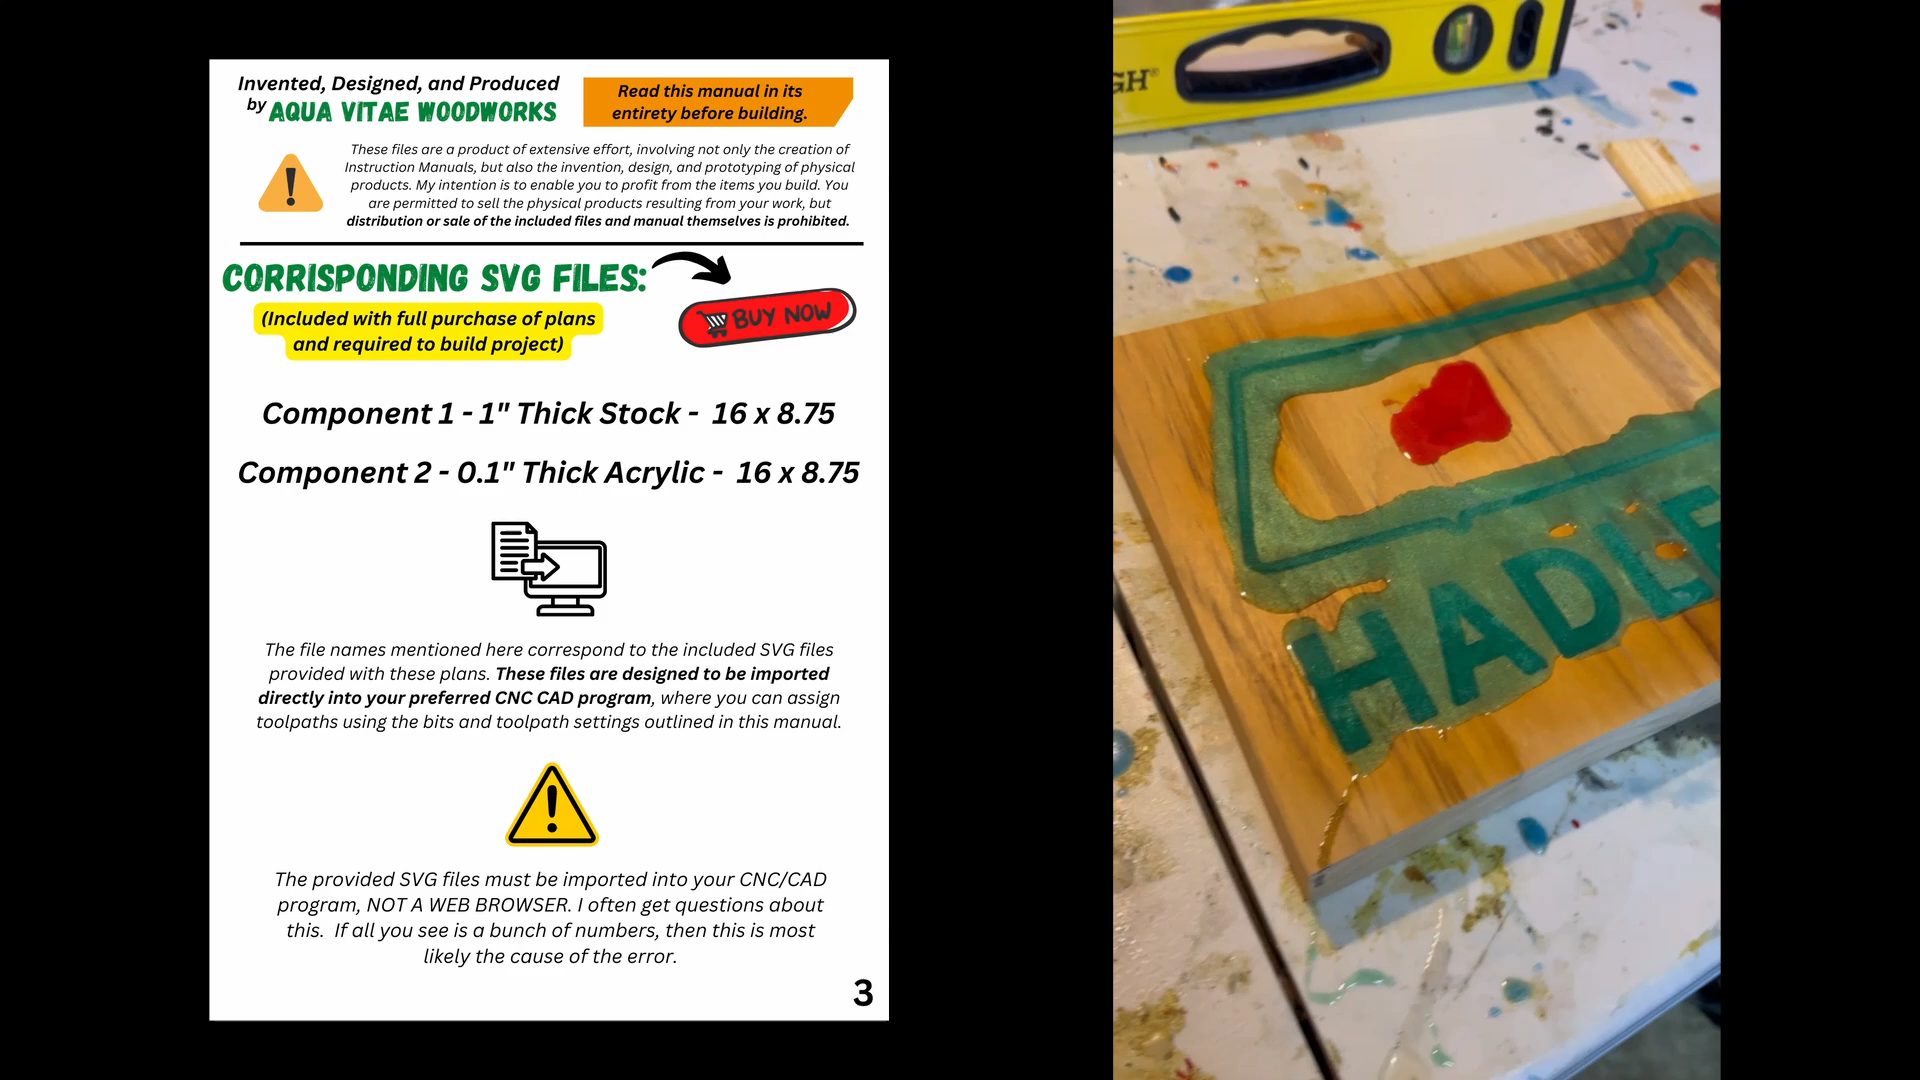 Invented, Designed, and Produced
by AQUA VITAE WOODWORKS
Read this manual in its
entirety before building.
These files are a product of extensive effort, involving not only the creation of
Instruction Manuals, but also the invention, design, and prototyping of physical
products. My intention is to enable you to profit from the items you build. You
are permitted to sell the physical products resulting from your work, but
distribution or sale of the included files and manual themselves is prohibited.
CORRISPONDING SVG FILES:
(Included with full purchase of plans
and required to build project)
BUY NOW
Component 1 - 1" Thick Stock - 16 x 8.75
Component 2 - 0.1" Thick Acrylic - 16 x 8.75
The file names mentioned here correspond to the included SVG files
provided with these plans. These files are designed to be imported
directly into your preferred CNC CAD program, where you can assign
toolpaths using the bits and toolpath settings outlined in this manual.
The provided SVG files must be imported into your CNC/CAD
program, NOT A WEB BROWSER. I often get questions about
this. If all you see is a bunch of numbers, then this is most
likely the cause of the error.
3
GH®
HADLE